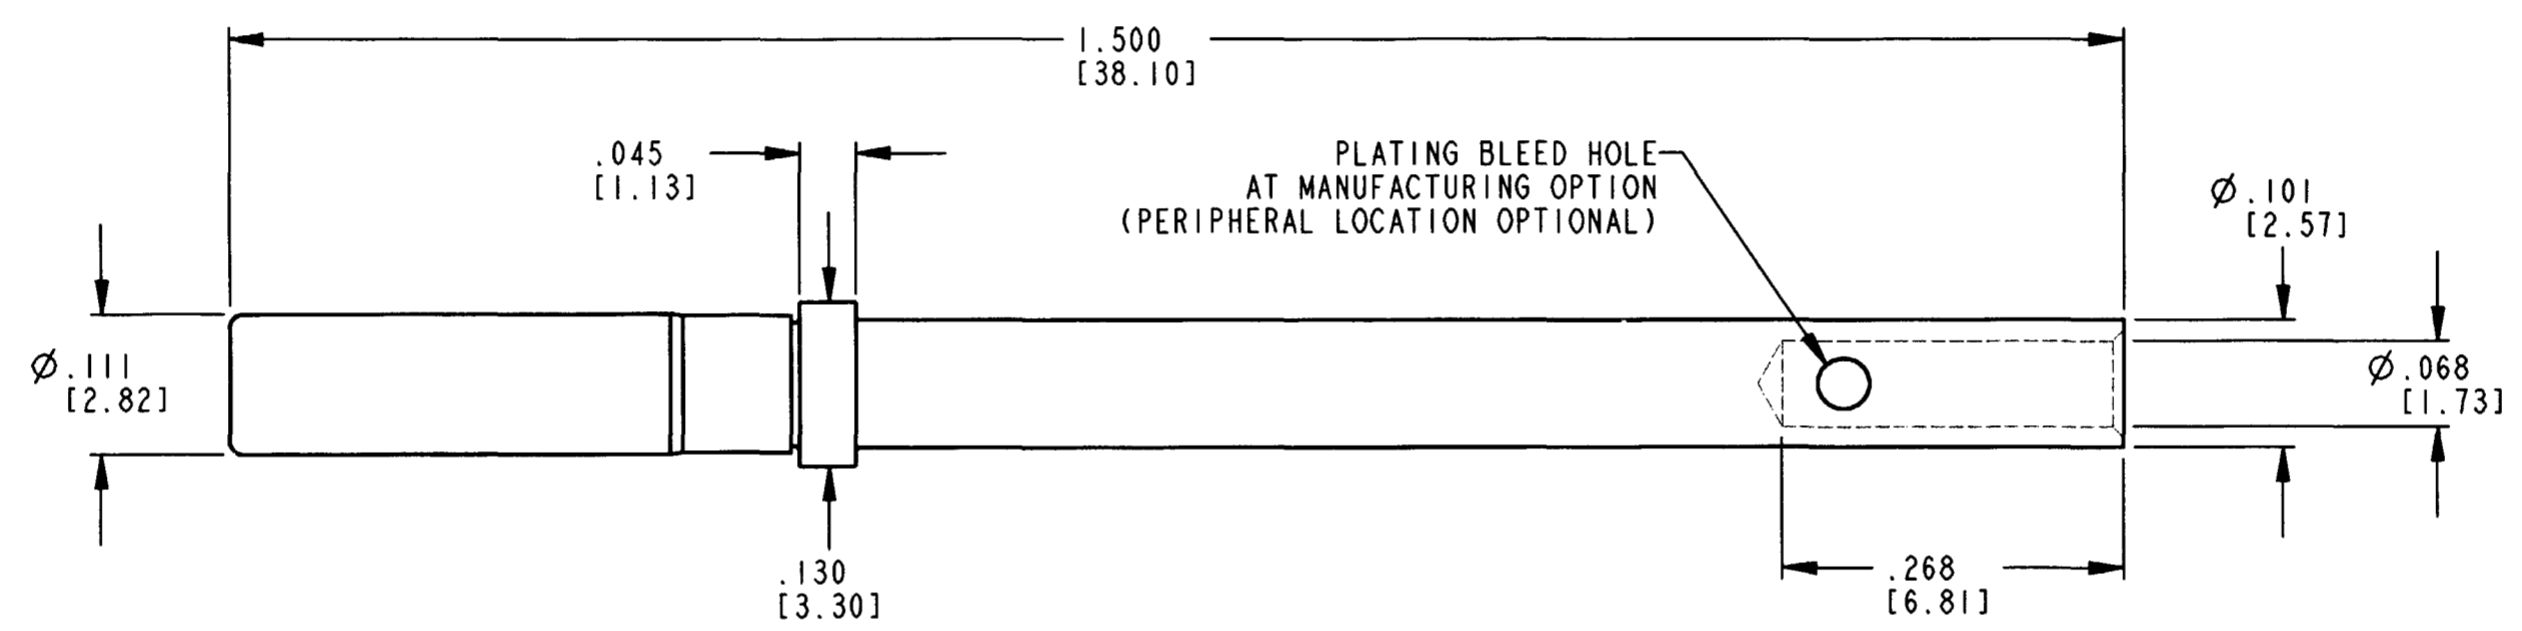 1.500
[38.10]
.045
[1.13]
PLATING BLEED HOLE
AT MANUFACTURING OPTION
(PERIPHERAL LOCATION OPTIONAL)
Ø.101
[2.57]
Ø.111
[2.82]
Ø.068
[1.73]
.130
[3.30]
.268
[6.81]